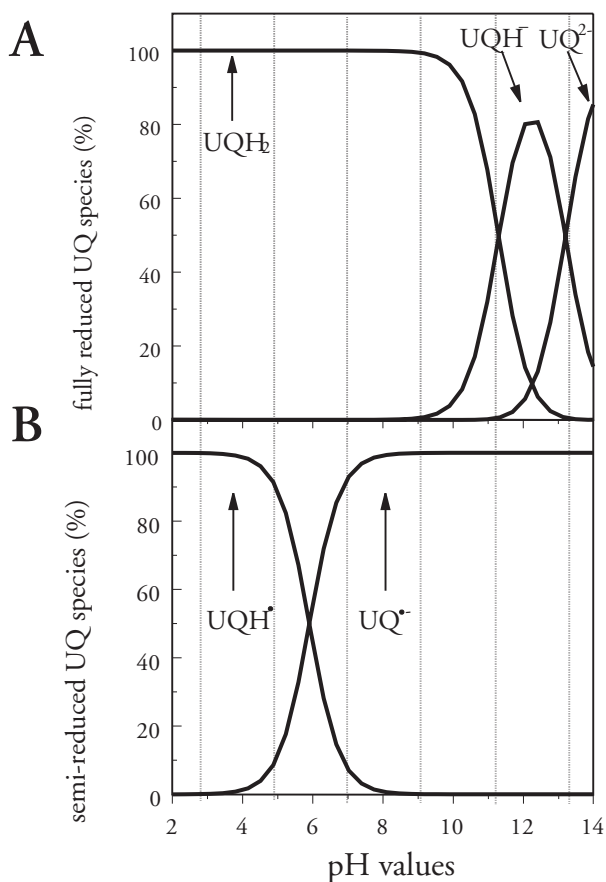 A
fully reduced UQ species (%)
100
80
60
40
20
0
UQH₂
UQH⁻
UQ²⁻
B
semi-reduced UQ species (%)
100
80
60
40
20
0
UQH•
UQ•⁻
2 4 6 8 10 12 14
pH values